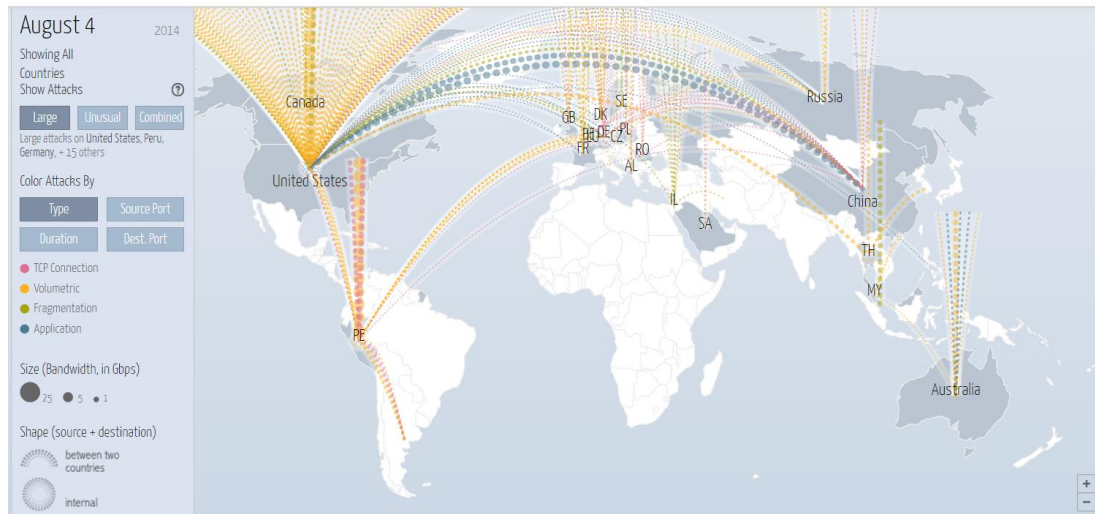 August 4 2014
Showing All
Countries
Show Attacks ?
Large Unusual Combined
Large attacks on United States, Peru,
Germany, + 15 others
Color Attacks By
Type Source Port
Duration Dest. Port
TCP Connection
Volumetric
Fragmentation
Application
Size (Bandwidth, in Gbps)
25 5 1
Shape (source + destination)
between two
countries
internal
Canada
United States
PE
GB
DK
SE
DE
PL
CZ
FR
RO
AL
IL
SA
Russia
China
TH
MY
Australia
+
−